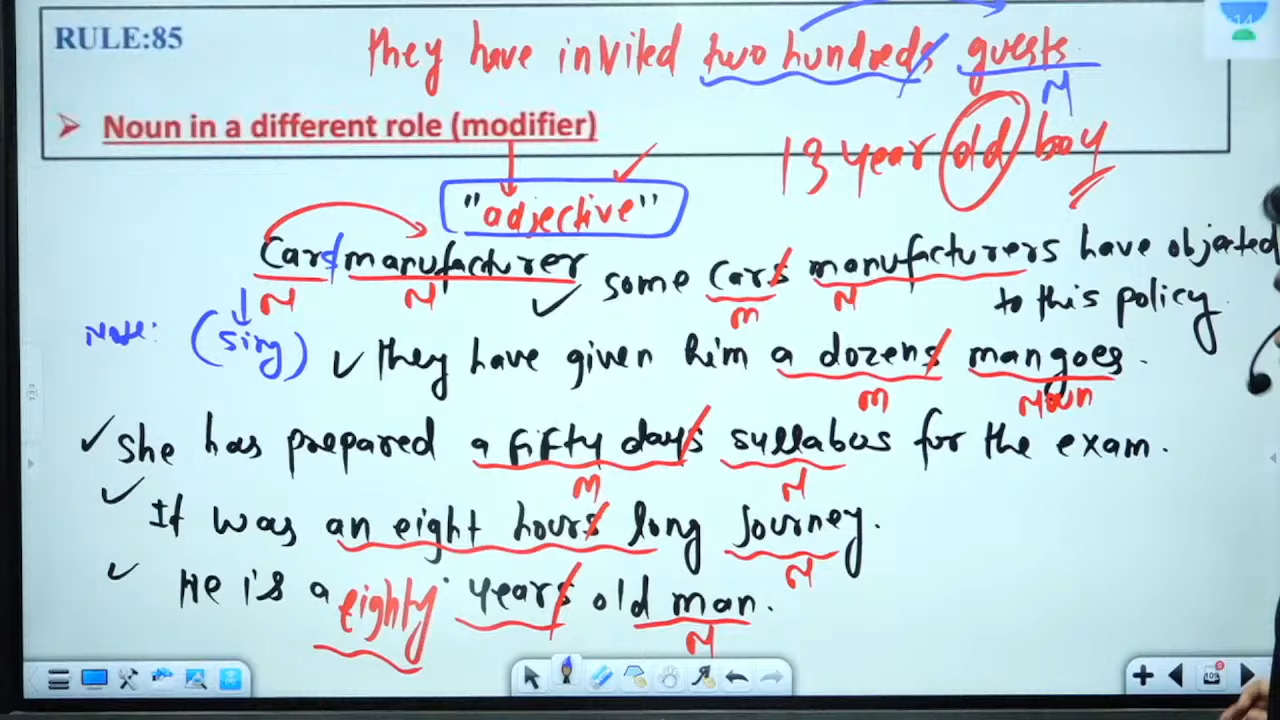 RULE:85
they have invited two hundreds guests
N
➤ Noun in a different role (modifier)
13 year old boy
"adjective"
Cars manufacturer
N N
some cars manufacturers have objected
m N
to this policy
Note: (sing)
they have given him a dozens mangoes.
m Noun
She has prepared a fifty days syllabus for the exam.
m N
It was an eight hours long journey.
N
He is a eighty years old man.
N